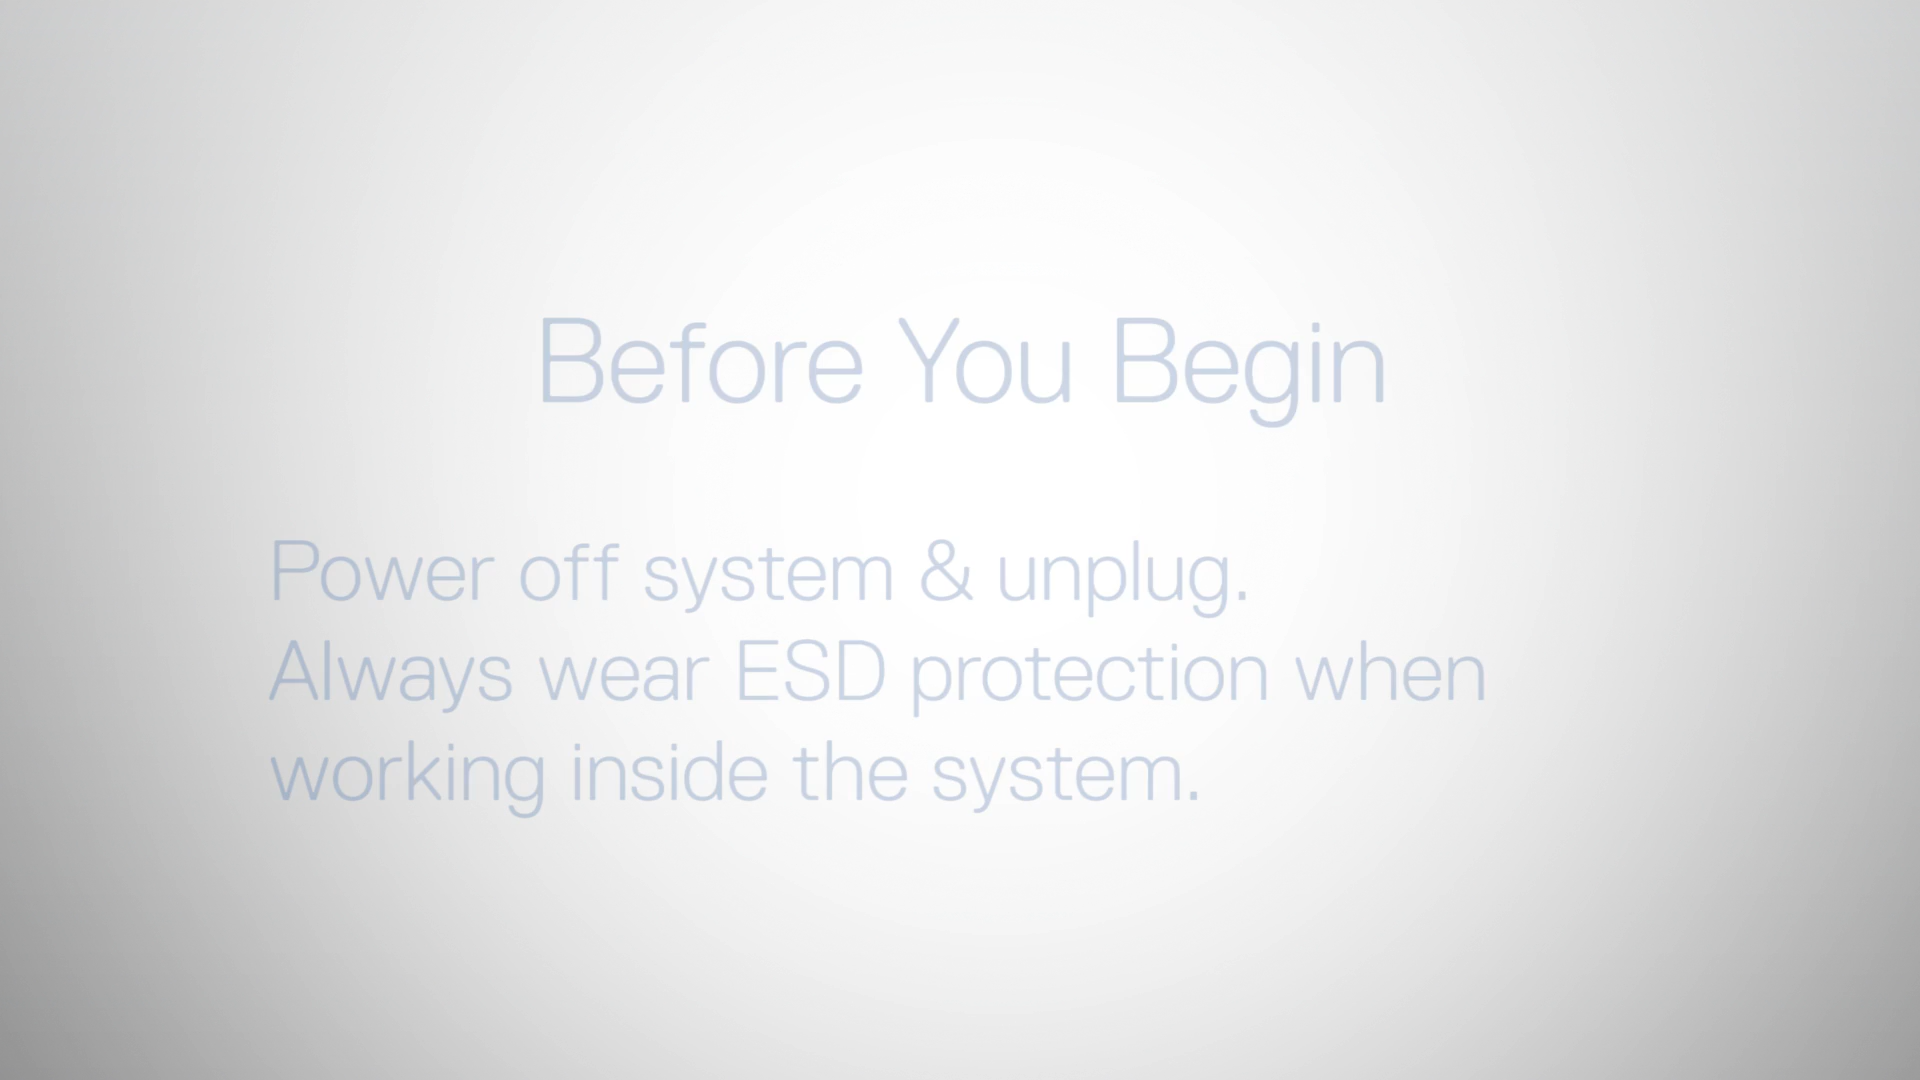 Before You Begin
Power off system & unplug.
Always wear ESD protection when
working inside the system.